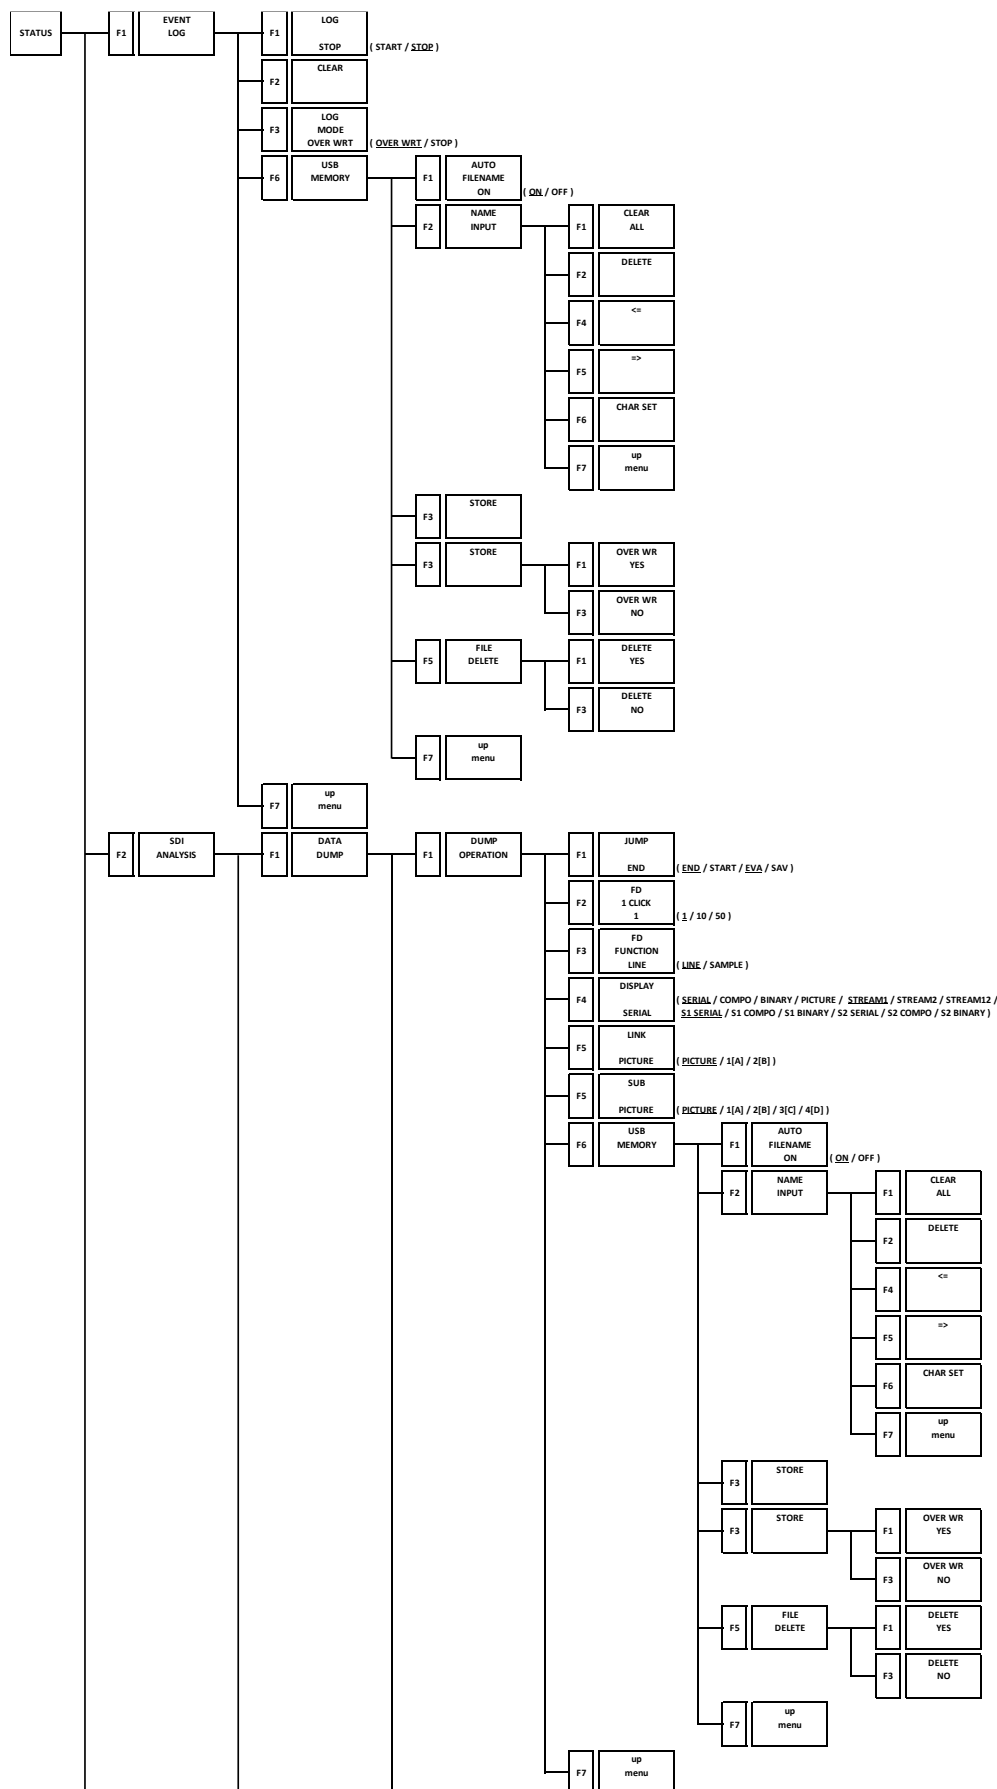 STATUS
F1
EVENT
LOG
F1
LOG
STOP
( START / STOP )
F2
CLEAR
F3
LOG
MODE
OVER WRT
( OVER WRT / STOP )
F6
USB
MEMORY
F1
AUTO
FILENAME
ON
( ON / OFF )
F2
NAME
INPUT
F1
CLEAR
ALL
F2
DELETE
F4
<=
F5
=>
F6
CHAR SET
F7
up
menu
F3
STORE
F3
STORE
F1
OVER WR
YES
F3
OVER WR
NO
F5
FILE
DELETE
F1
DELETE
YES
F3
DELETE
NO
F7
up
menu
F7
up
menu
F2
SDI
ANALYSIS
F1
DATA
DUMP
F1
DUMP
OPERATION
F1
JUMP
END
( END / START / EVA / SAV )
F2
FD
1 CLICK
1
( 1 / 10 / 50 )
F3
FD
FUNCTION
LINE
( LINE / SAMPLE )
F4
DISPLAY
SERIAL
( SERIAL / COMPO / BINARY / PICTURE / STREAM1 / STREAM2 / STREAM12 /
S1 SERIAL / S1 COMPO / S1 BINARY / S2 SERIAL / S2 COMPO / S2 BINARY )
F5
LINK
PICTURE
( PICTURE / 1[A] / 2[B] )
F5
SUB
PICTURE
( PICTURE / 1[A] / 2[B] / 3[C] / 4[D] )
F6
USB
MEMORY
F1
AUTO
FILENAME
ON
( ON / OFF )
F2
NAME
INPUT
F1
CLEAR
ALL
F2
DELETE
F4
<=
F5
=>
F6
CHAR SET
F7
up
menu
F3
STORE
F3
STORE
F1
OVER WR
YES
F3
OVER WR
NO
F5
FILE
DELETE
F1
DELETE
YES
F3
DELETE
NO
F7
up
menu
F7
up
menu